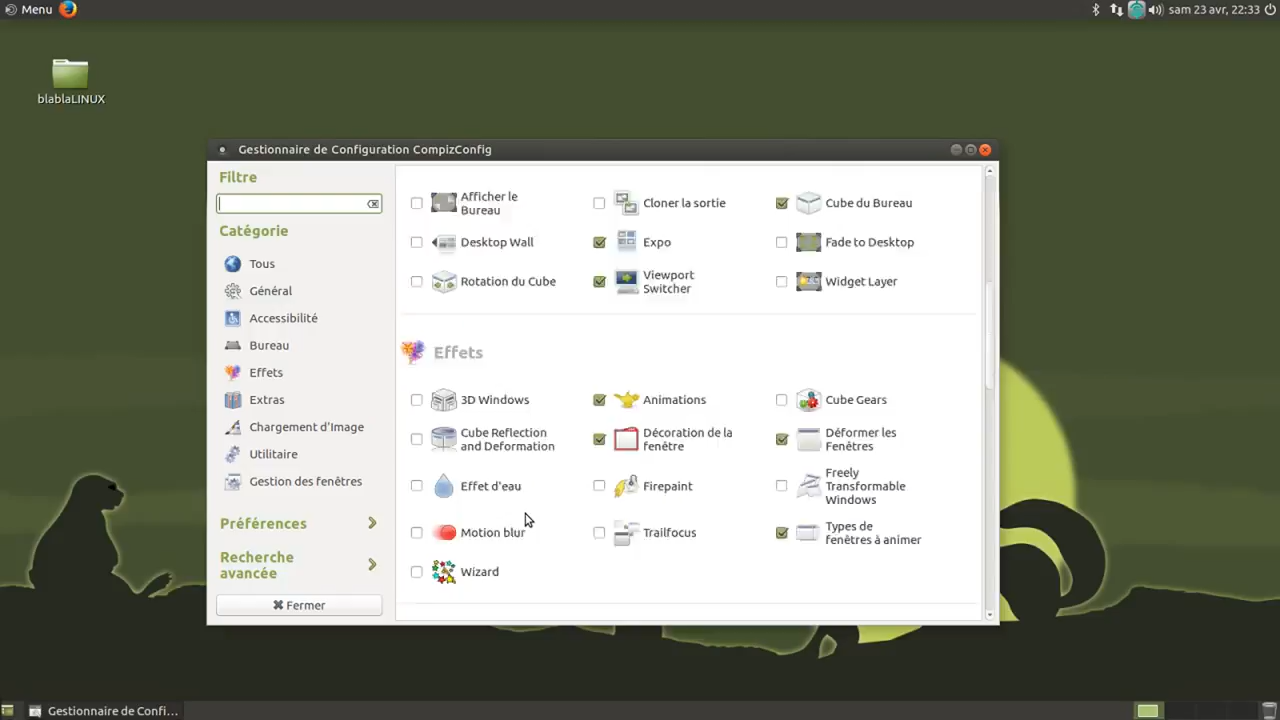 Menu
sam 23 avr, 22:33
blablaLINUX
Gestionnaire de Configuration CompizConfig
Filtre
Catégorie
Tous
Général
Accessibilité
Bureau
Effets
Extras
Chargement d'Image
Utilitaire
Gestion des fenêtres
Préférences
Recherche
avancée
Fermer
Afficher le
Bureau
Cloner la sortie
Cube du Bureau
Desktop Wall
Expo
Fade to Desktop
Rotation du Cube
Viewport
Switcher
Widget Layer
Effets
3D Windows
Animations
Cube Gears
Cube Reflection
and Deformation
Décoration de la
fenêtre
Déformer les
Fenêtres
Effet d'eau
Firepaint
Freely
Transformable
Windows
Motion blur
Trailfocus
Types de
fenêtres à animer
Wizard
Gestionnaire de Confi...